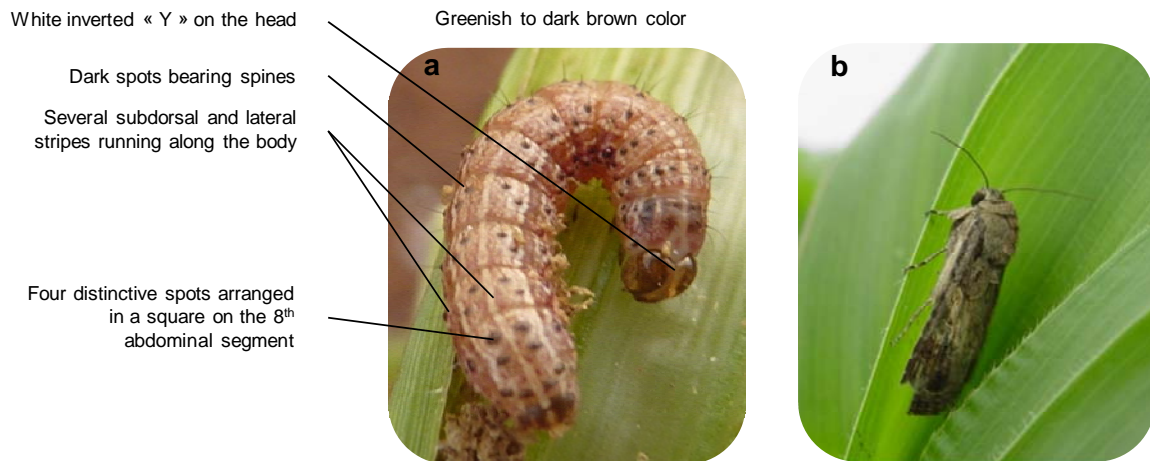 White inverted « Y » on the head
Greenish to dark brown color
a
b
Dark spots bearing spines
Several subdorsal and lateral
stripes running along the body
Four distinctive spots arranged
in a square on the 8th
abdominal segment